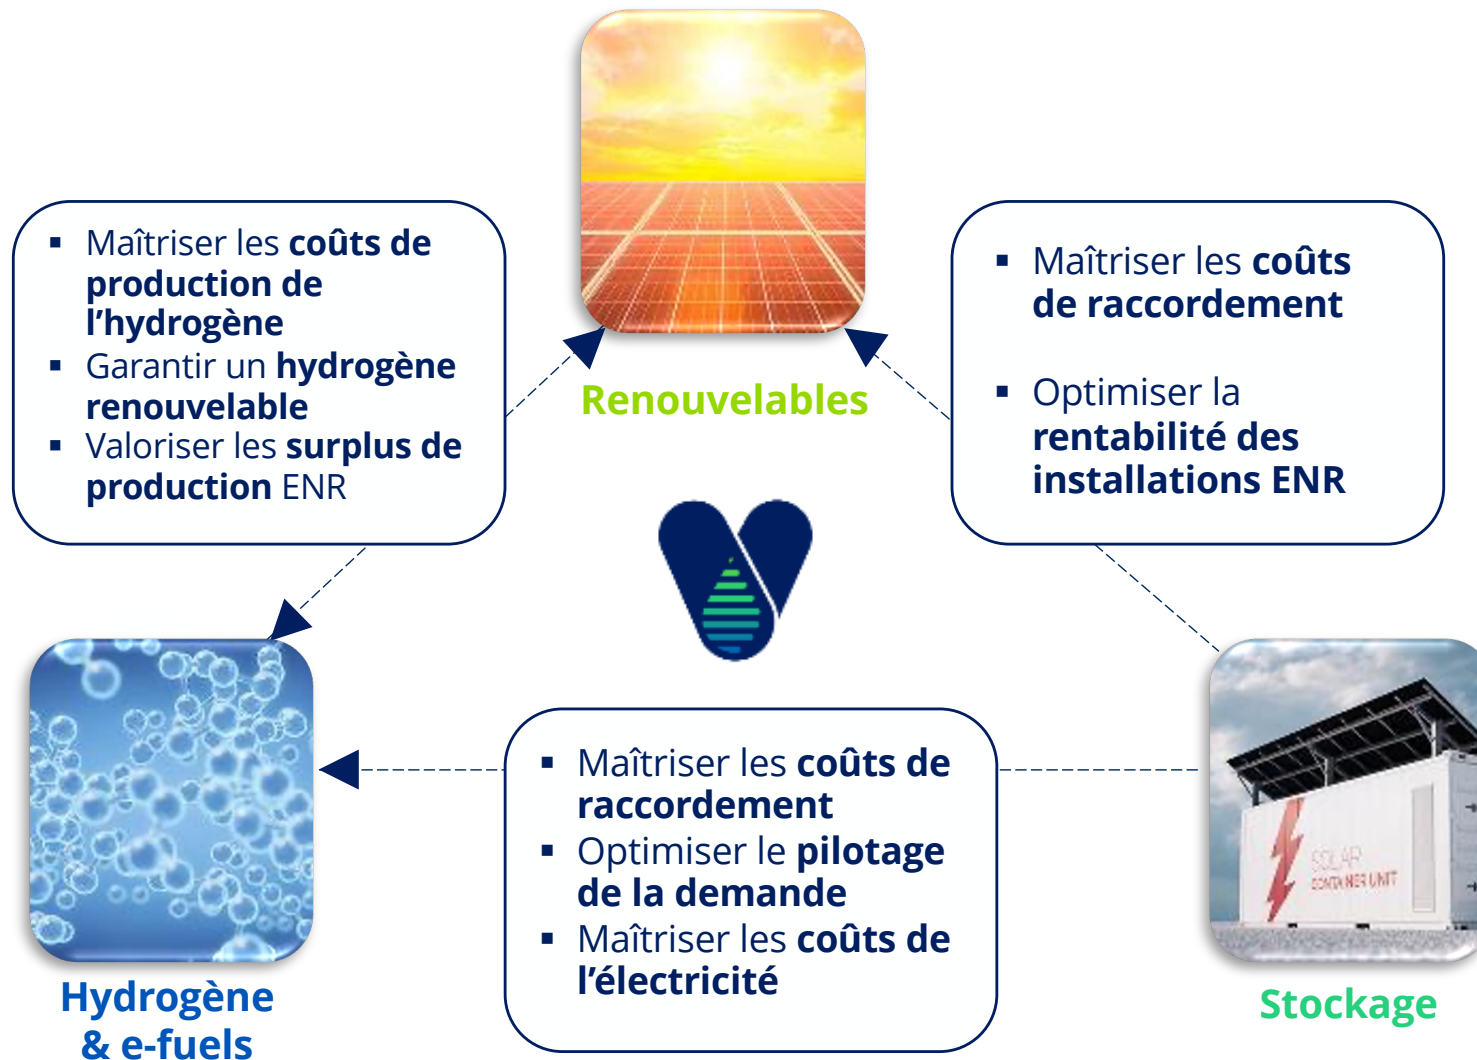 ▪ Maîtriser les coûts de
production de
l’hydrogène
▪ Garantir un hydrogène
renouvelable
▪ Valoriser les surplus de
production ENR
Renouvelables
▪ Maîtriser les coûts
de raccordement
▪ Optimiser la
rentabilité des
installations ENR
▪ Maîtriser les coûts de
raccordement
▪ Optimiser le pilotage
de la demande
▪ Maîtriser les coûts de
l’électricité
Hydrogène
& e-fuels
SOLAR
CONTAINER UNIT
Stockage